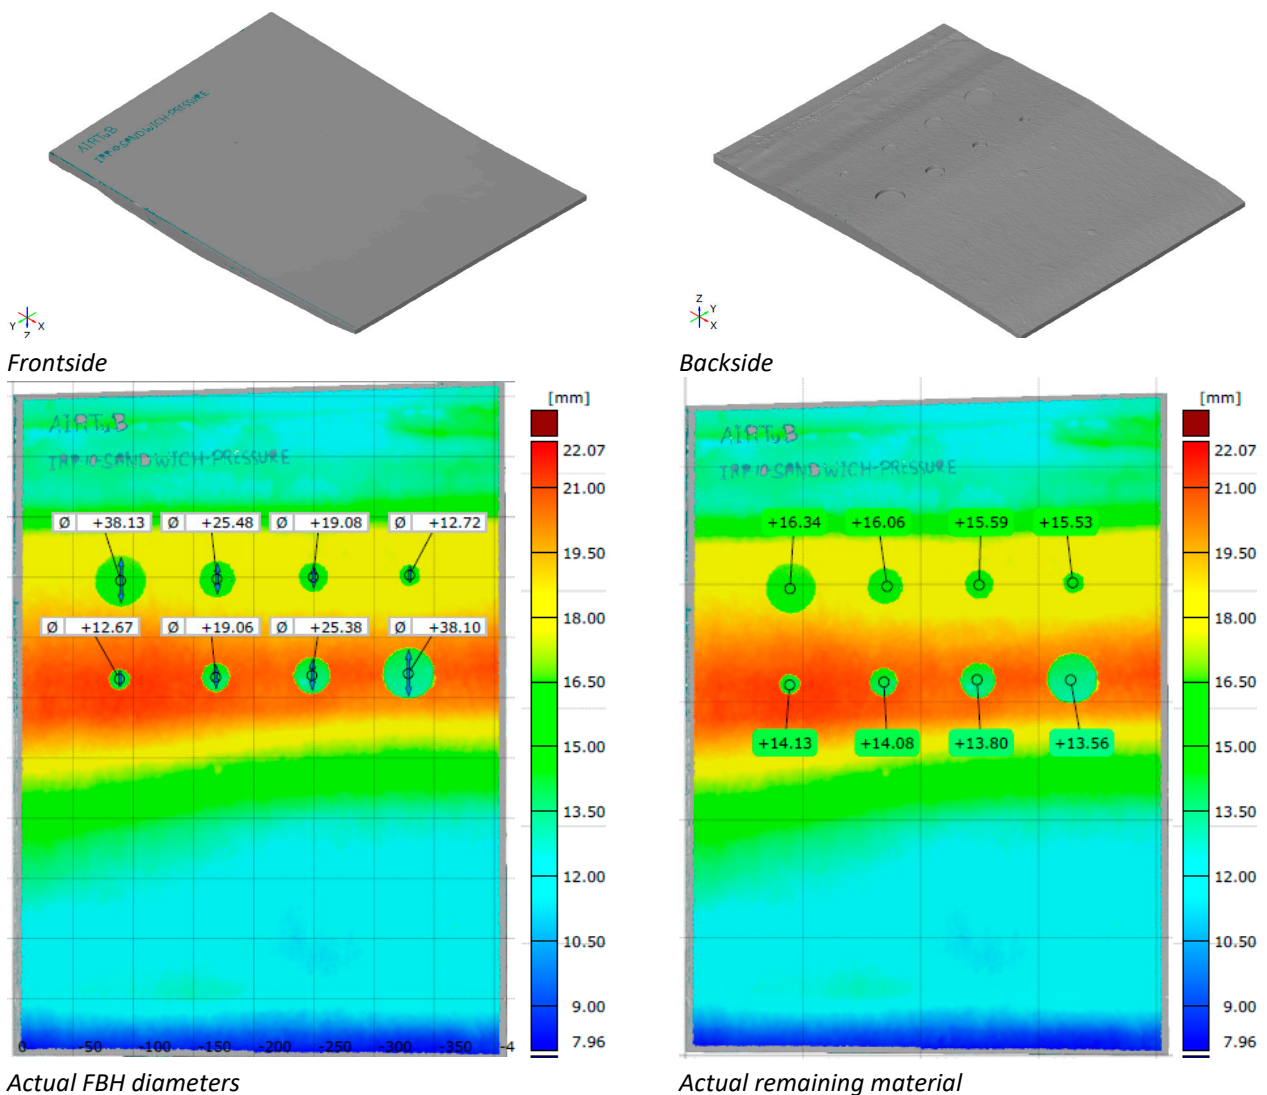 AIRTuB
IRP10-SANDWICH-PRESSURE
Y Z X
Z Y X
Frontside
Backside
[mm]
22.07
21.00
19.50
18.00
16.50
15.00
13.50
12.00
10.50
9.00
7.96
AIRTuB
IRP10-SANDWICH-PRESSURE
Ø +38.13 Ø +25.48 Ø +19.08 Ø +12.72
Ø +12.67 Ø +19.06 Ø +25.38 Ø +38.10
0 -50 -100 -150 -200 -250 -300 -350 -4
[mm]
22.07
21.00
19.50
18.00
16.50
15.00
13.50
12.00
10.50
9.00
7.96
AIRTuB
IRP10-SANDWICH-PRESSURE
+16.34 +16.06 +15.59 +15.53
+14.13 +14.08 +13.80 +13.56
Actual FBH diameters
Actual remaining material